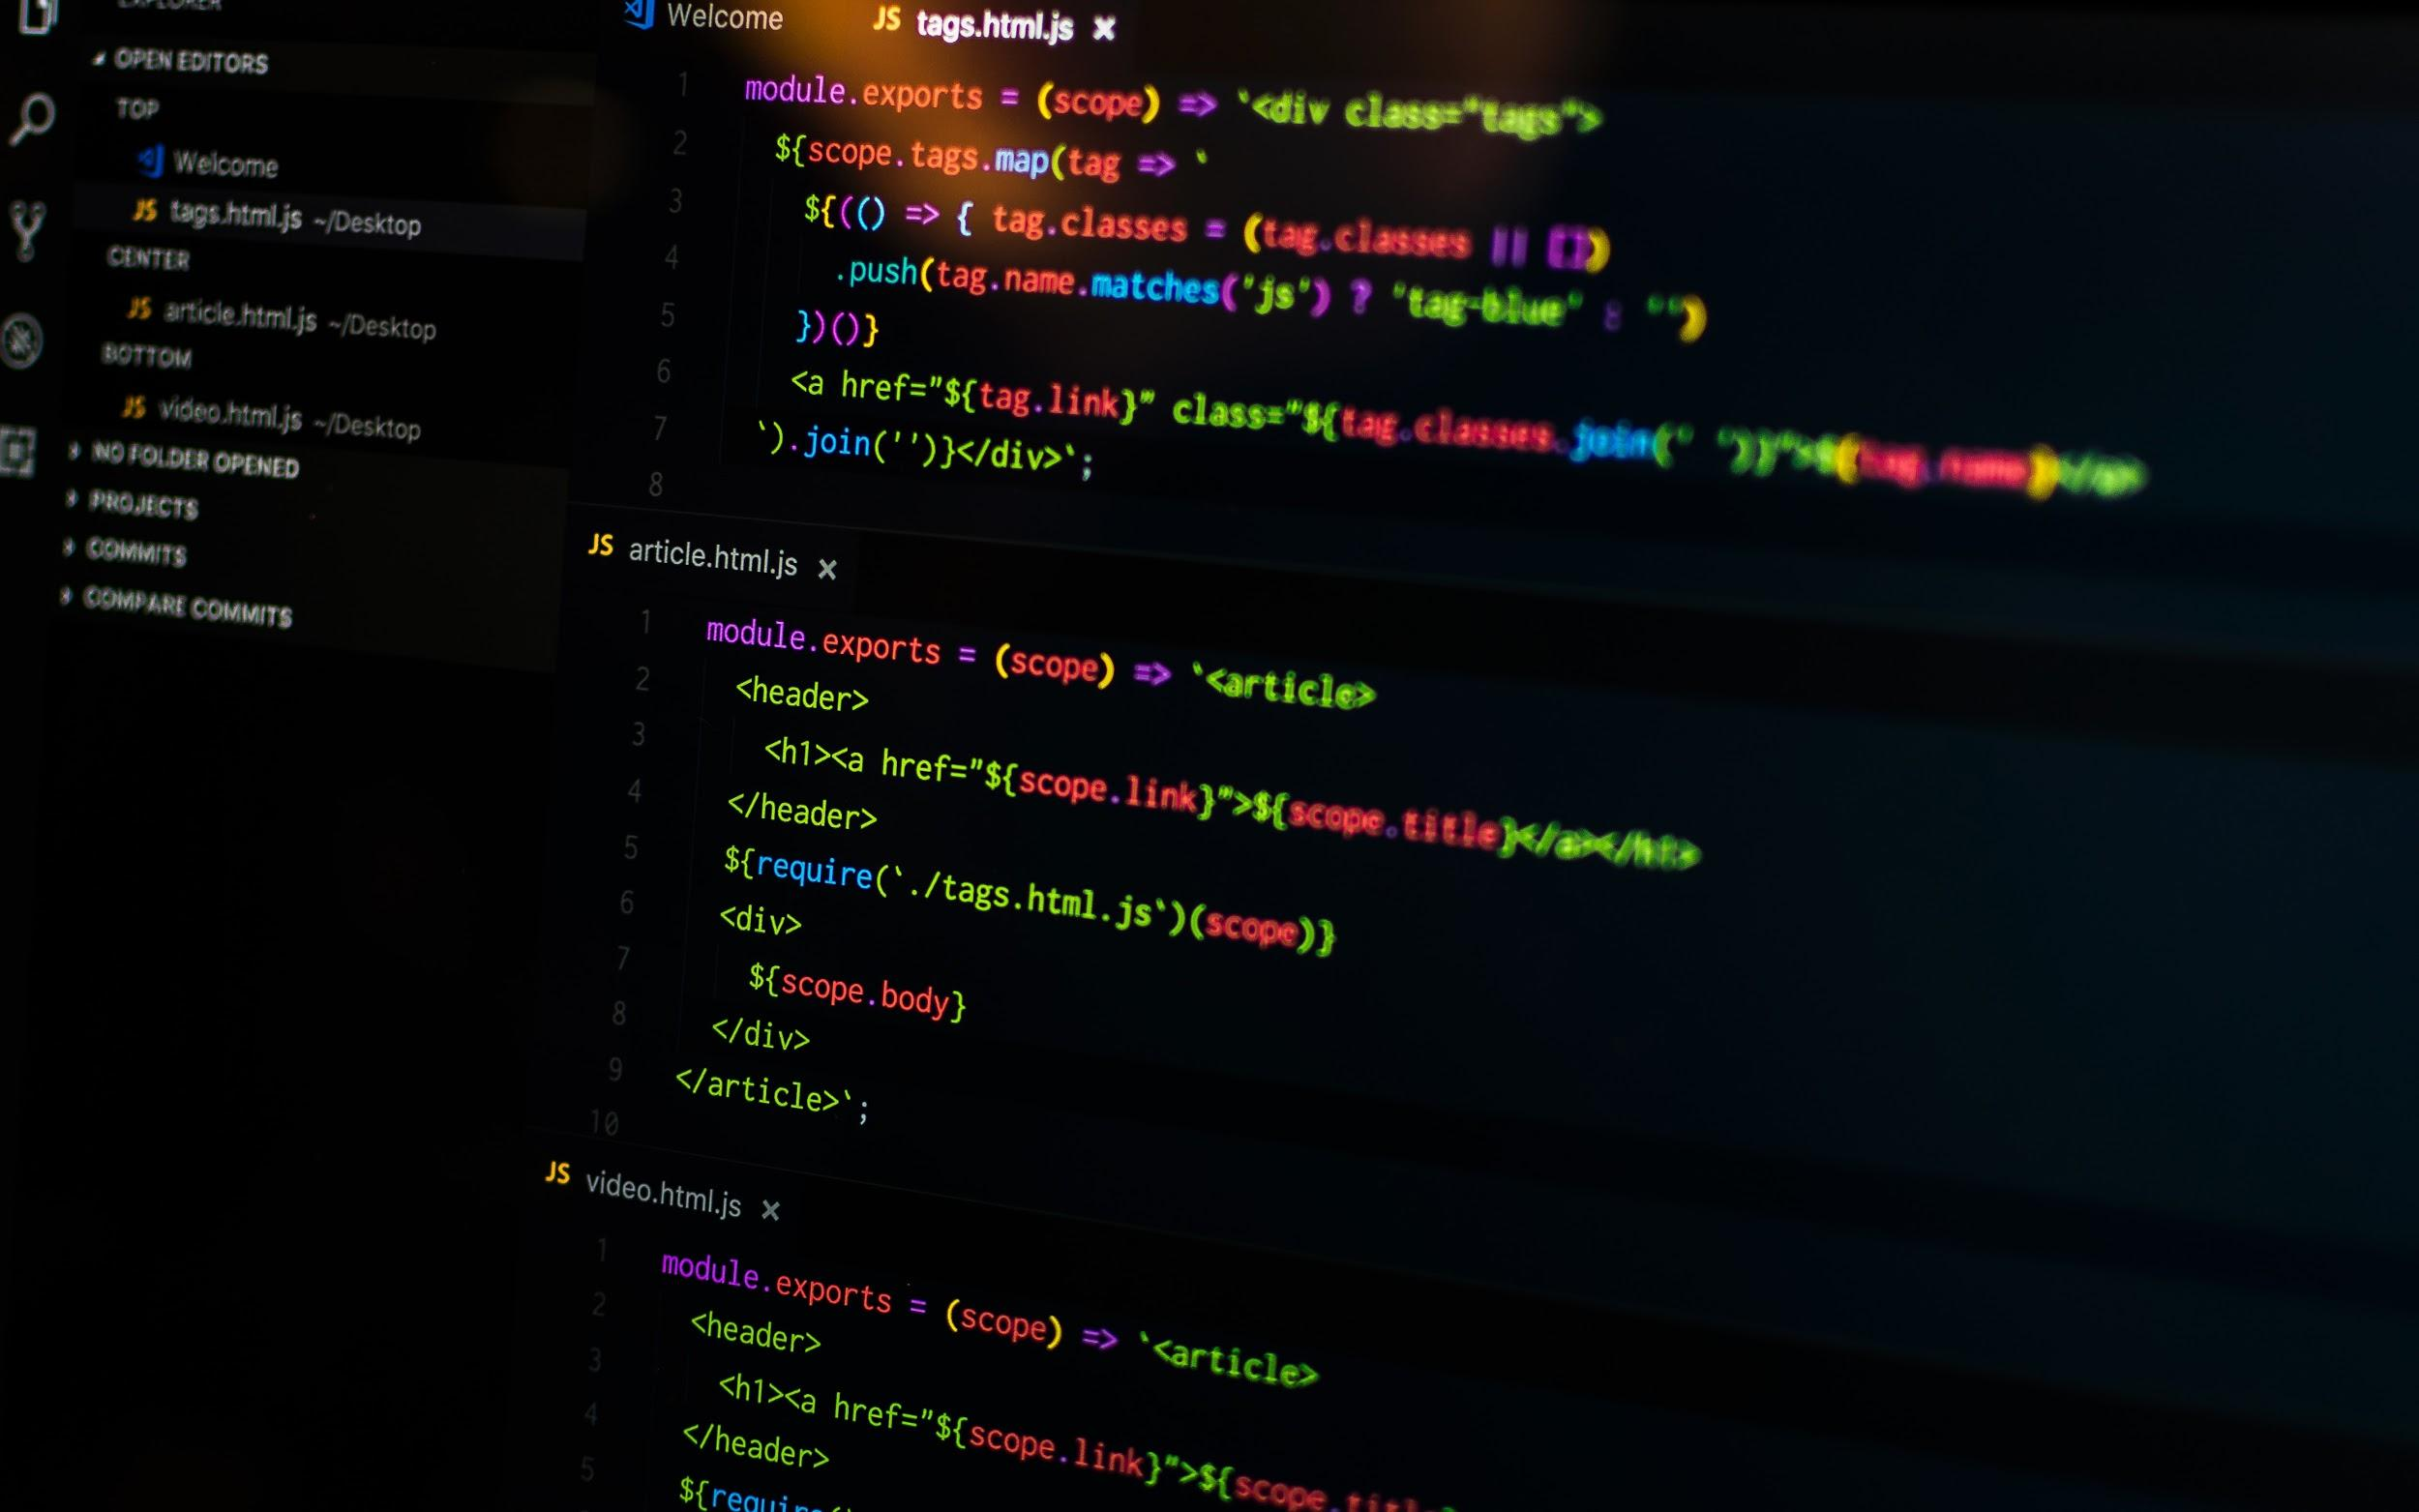 EXPLORER
OPEN EDITORS
TOP
Welcome
tags.html.js ~/Desktop
CENTER
article.html.js ~/Desktop
BOTTOM
video.html.js ~/Desktop
NO FOLDER OPENED
PROJECTS
COMMITS
COMPARE COMMITS
Welcome JS tags.html.js ×
1 module.exports = (scope) => `<div class="tags">
2 ${scope.tags.map(tag => `
3 ${(() => { tag.classes = (tag.classes || [])
4 .push(tag.name.matches('js') ? 'tag-blue' : '')
5 })()}
6 <a href="${tag.link}" class="${tag.classes.join(' ')}">${tag.name}</a>
7 `).join('')}</div>`;
8
JS article.html.js ×
1 module.exports = (scope) => `<article>
2 <header>
3 <h1><a href="${scope.link}">${scope.title}</a></h1>
4 </header>
5 ${require(`./tags.html.js`)(scope)}
6 <div>
7 ${scope.body}
8 </div>
9 </article>`;
10
JS video.html.js ×
1 module.exports = (scope) => `<article>
2 <header>
3 <h1><a href="${scope.link}">${scope.title}
4 </header>
5 ${require(`